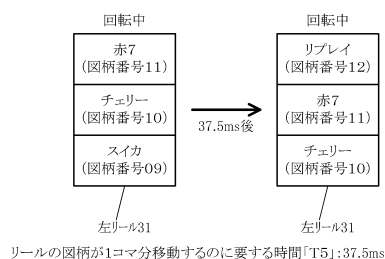 回転中
赤7
(図柄番号11)
チェリー
(図柄番号10)
スイカ
(図柄番号09)
左リール31
37.5ms後
回転中
リプレイ
(図柄番号12)
赤7
(図柄番号11)
チェリー
(図柄番号10)
左リール31
リールの図柄が1コマ分移動するのに要する時間「T5」:37.5ms